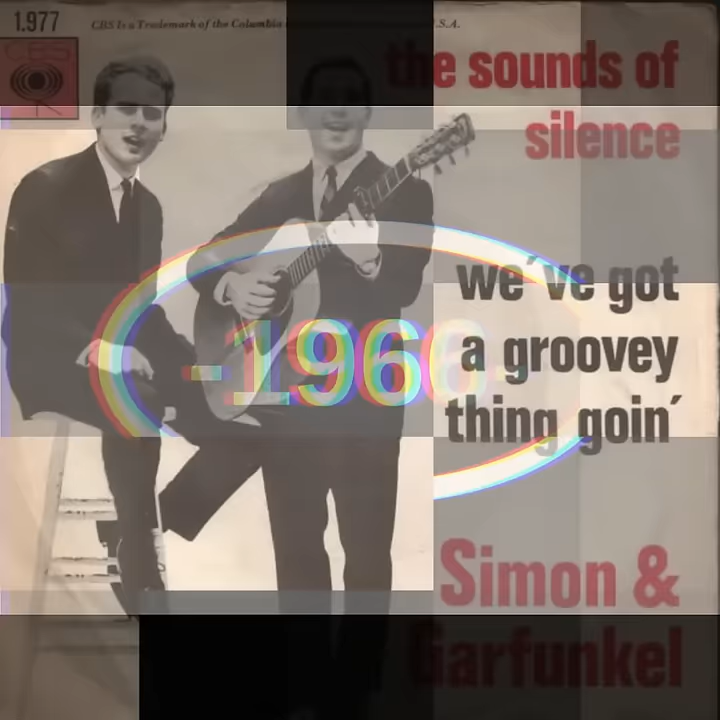 1.977
CBS Is a Trademark of the Columbia
U.S.A.
CBS
the sounds of
silence
we´ve got
a groovey
thing goin´
-1966-
Simon &
Garfunkel